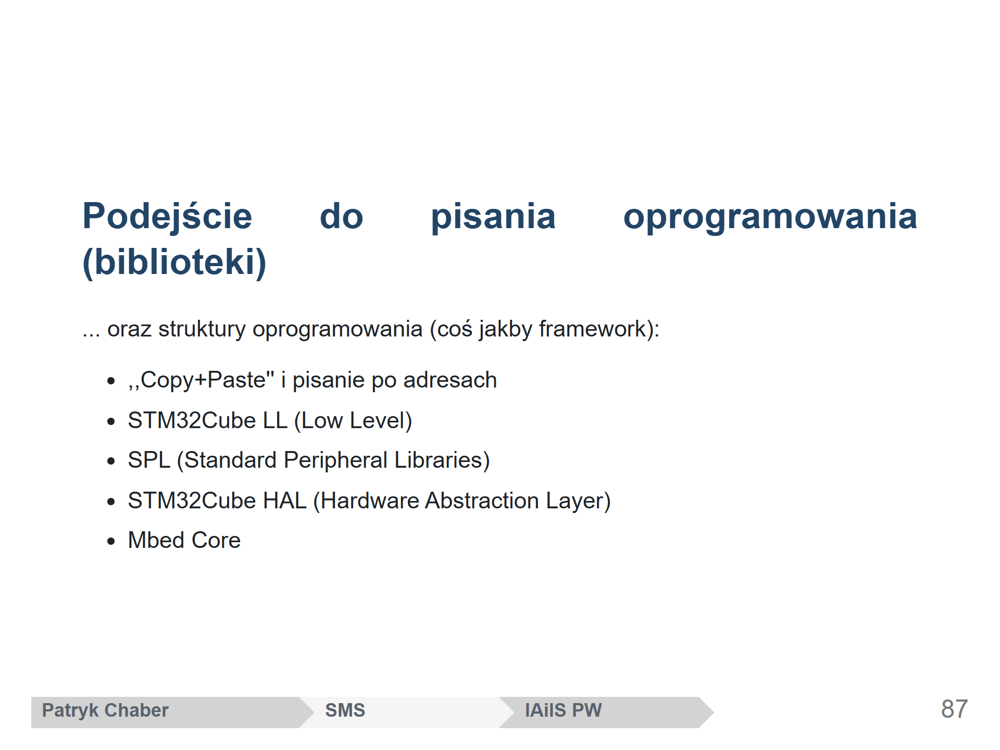 Podejście do pisania oprogramowania
(biblioteki)
... oraz struktury oprogramowania (coś jakby framework):
• ,,Copy+Paste" i pisanie po adresach
• STM32Cube LL (Low Level)
• SPL (Standard Peripheral Libraries)
• STM32Cube HAL (Hardware Abstraction Layer)
• Mbed Core
Patryk Chaber
SMS
IAiIS PW
87